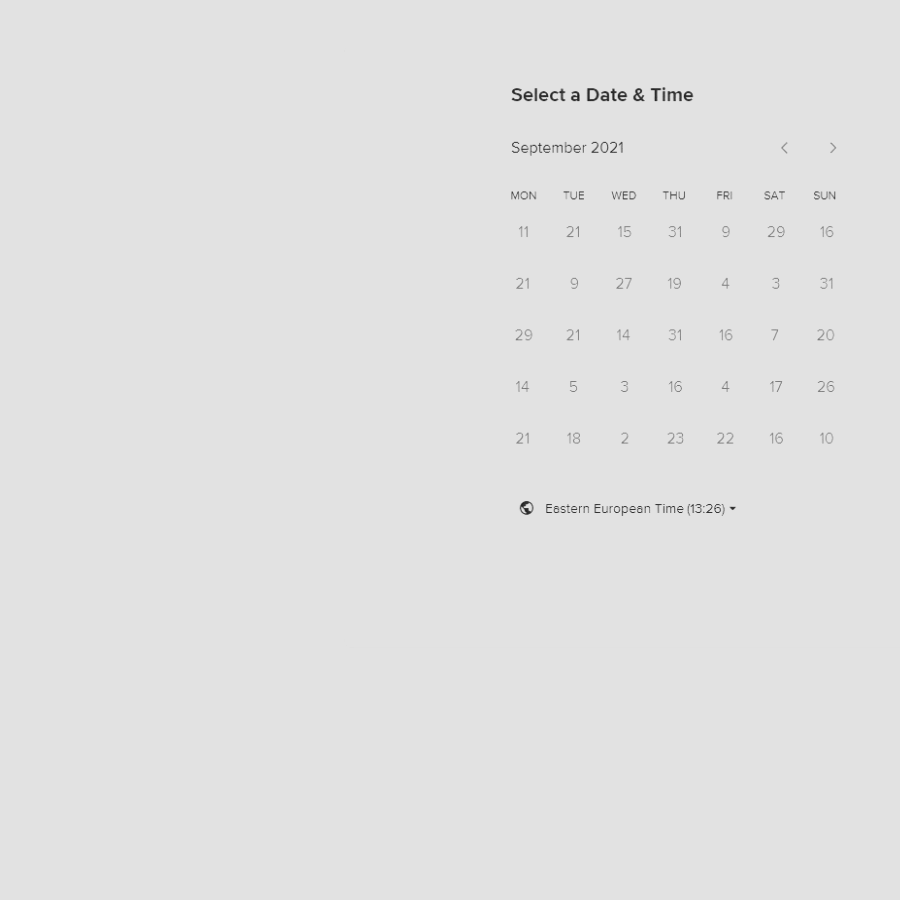 Select a Date & Time
September 2021
MON TUE WED THU FRI SAT SUN
11 21 15 31 9 29 16
21 9 27 19 4 3 31
29 21 14 31 16 7 20
14 5 3 16 4 17 26
21 18 2 23 22 16 10
Eastern European Time (13:26)